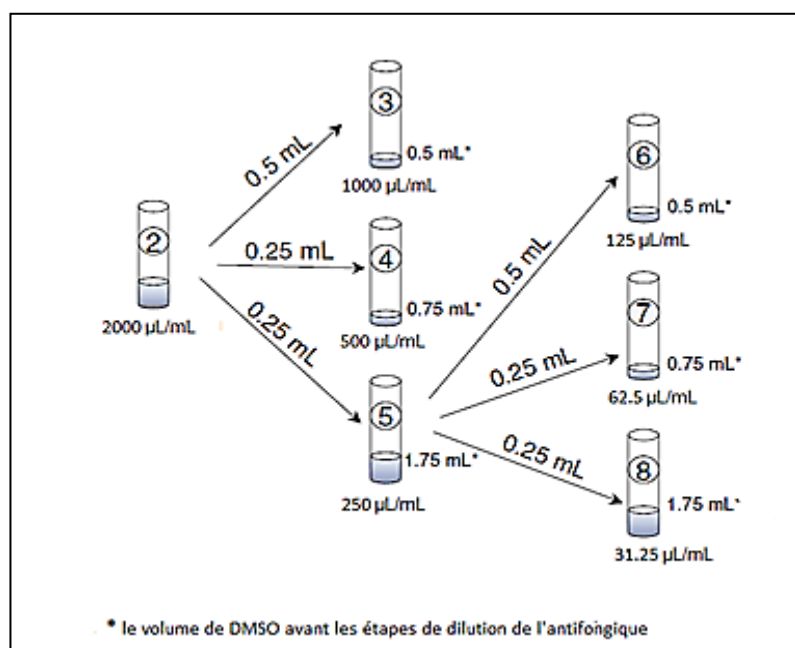 3
0.5 mL
0.5 mL*
1000 µL/mL
6
0.5 mL*
125 µL/mL
2
0.25 mL
4
0.75 mL*
500 µL/mL
2000 µL/mL
0.25 mL
0.5 mL
7
0.25 mL
0.75 mL*
62.5 µL/mL
5
1.75 mL*
250 µL/mL
0.25 mL
8
1.75 mL*
31.25 µL/mL
* le volume de DMSO avant les étapes de dilution de l'antifongique